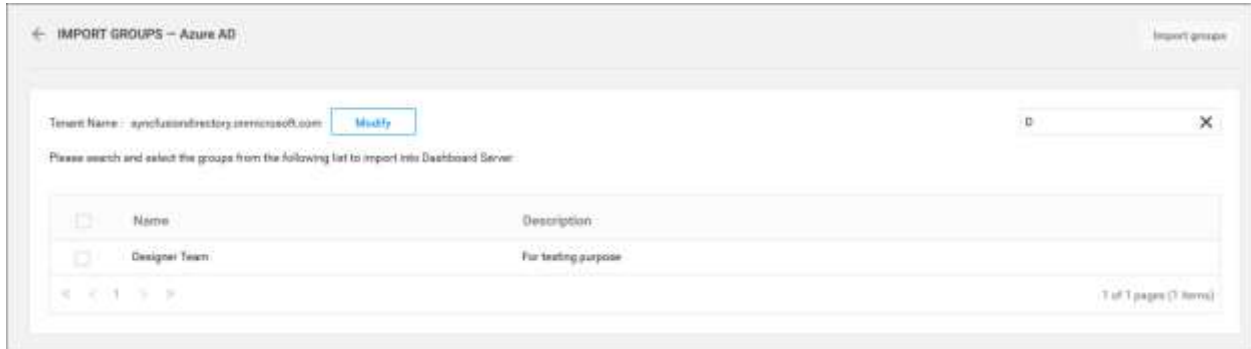 ← IMPORT GROUPS — Azure AD
Import groups
Tenant Name : syncfusiondirectory.onmicrosoft.com Modify
D ✕
Please search and select the groups from the following list to import into Dashboard Server
Name Description
Designer Team For testing purpose
1 1 of 1 pages (1 items)